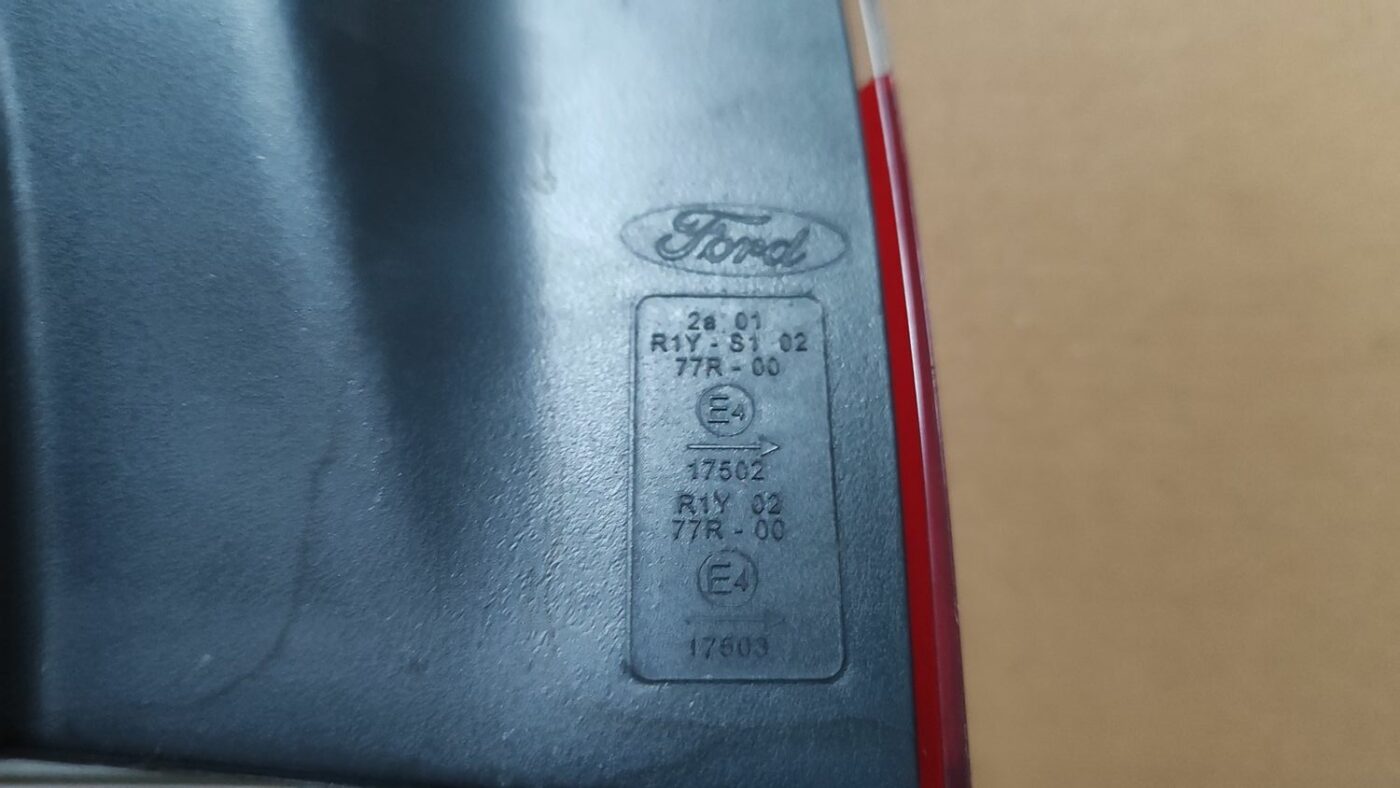 Ford
2a 01
R1Y - S1 02
77R - 00
E4
17502
R1Y 02
77R - 00
E4
17503